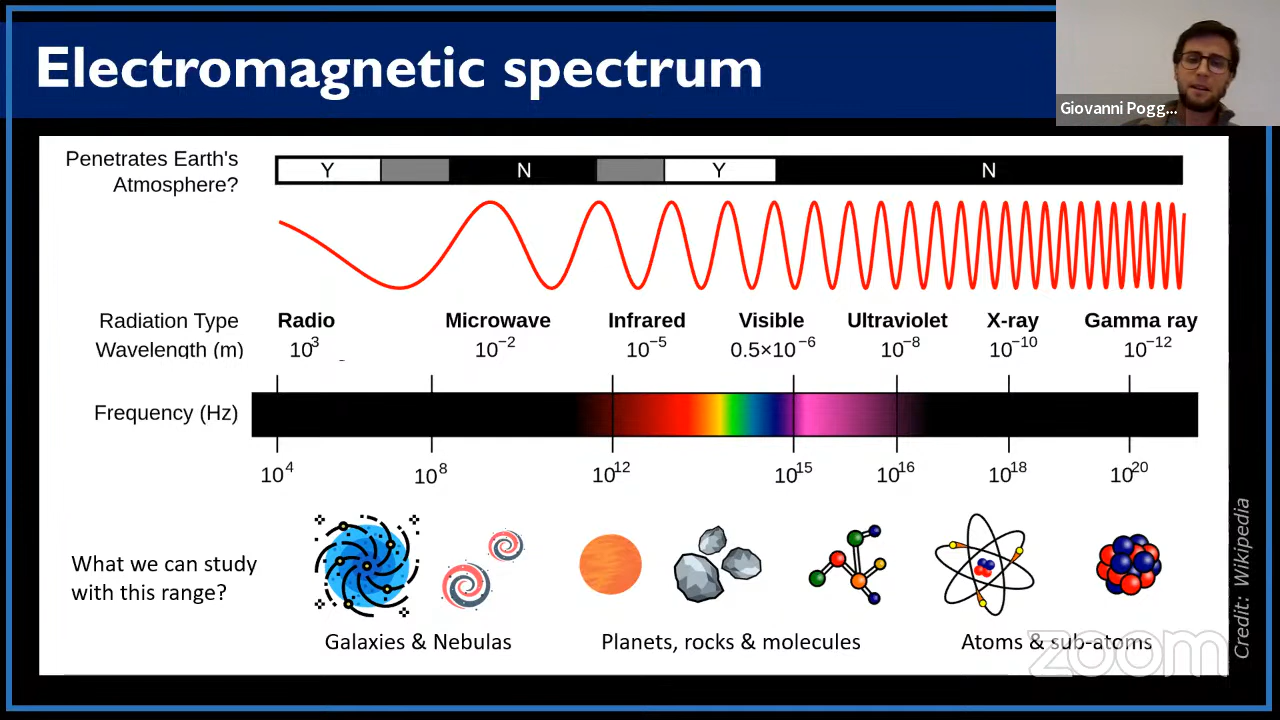 Electromagnetic spectrum
Giovanni Pogg...
Penetrates Earth's
Atmosphere?
Y N Y N
Radiation Type Radio Microwave Infrared Visible Ultraviolet X-ray Gamma ray
Wavelength (m) 10³ 10⁻² 10⁻⁵ 0.5×10⁻⁶ 10⁻⁸ 10⁻¹⁰ 10⁻¹²
Frequency (Hz)
10⁴ 10⁸ 10¹² 10¹⁵ 10¹⁶ 10¹⁸ 10²⁰
What we can study
with this range?
Galaxies & Nebulas Planets, rocks & molecules Atoms & sub-atoms
Credit: Wikipedia
zoom